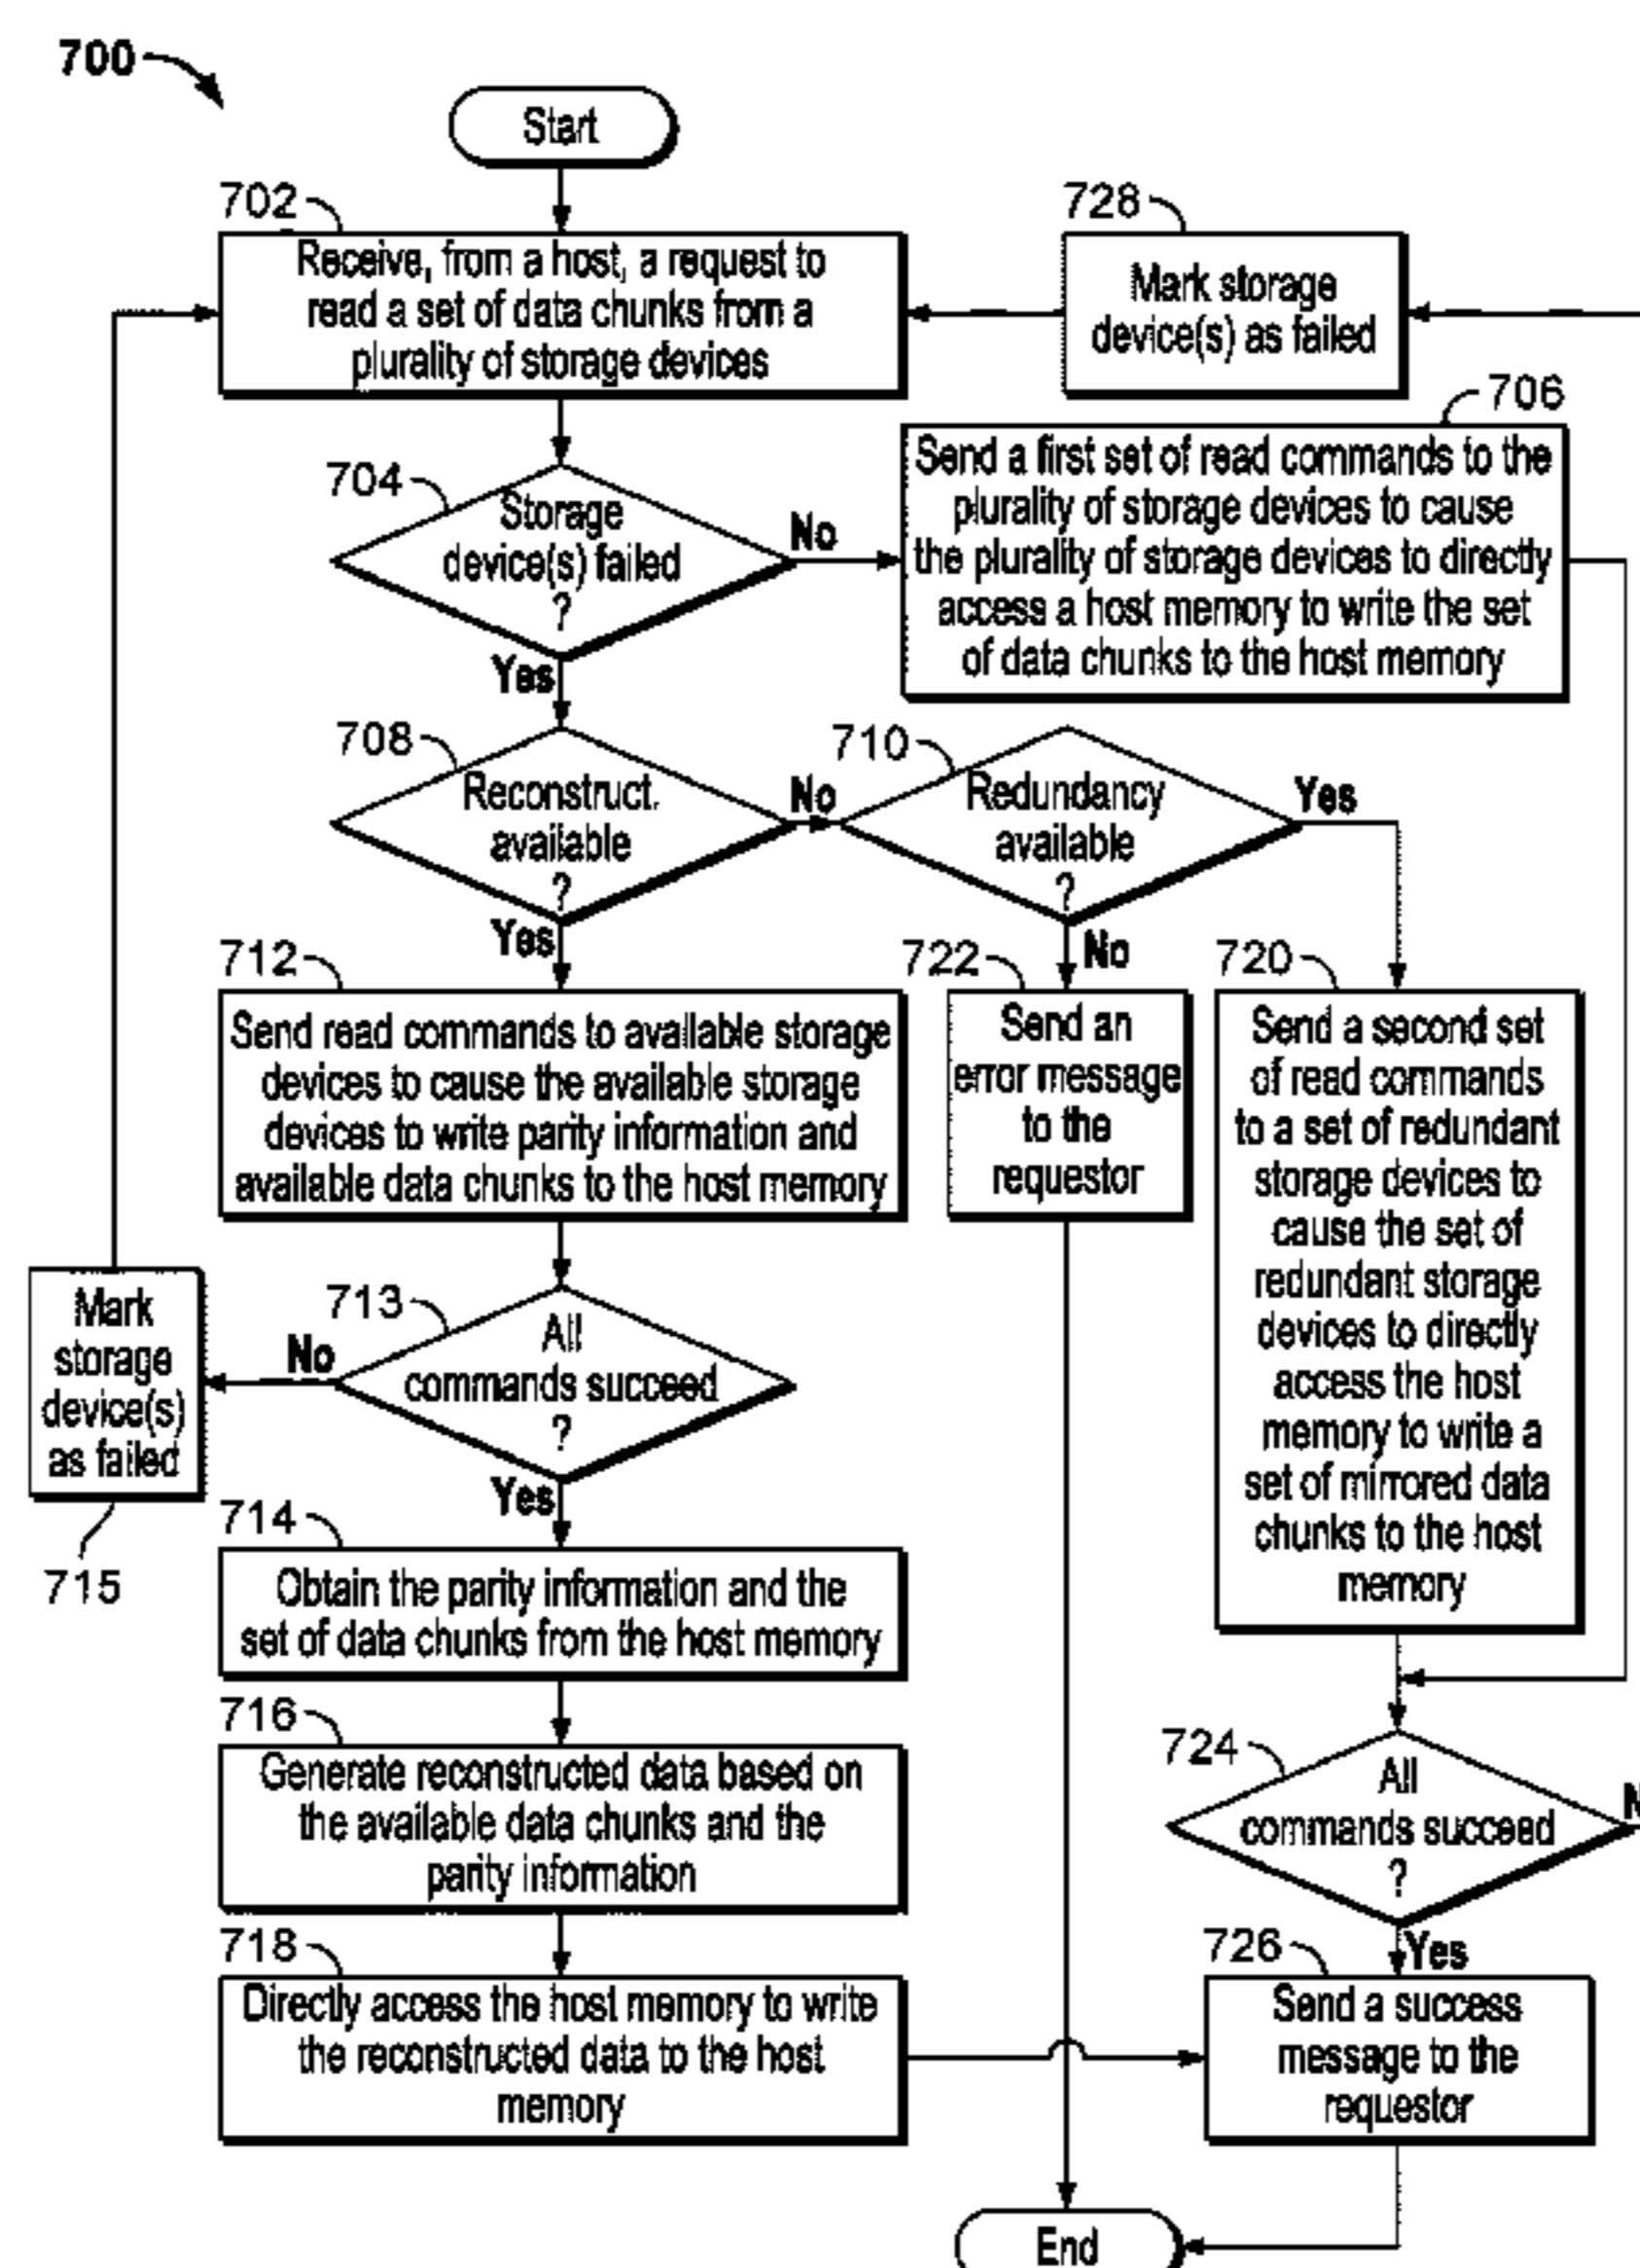 700
Start
702
Receive, from a host, a request to
read a set of data chunks from a
plurality of storage devices
728
Mark storage
device(s) as failed
704
Storage
device(s) failed
?
No
Yes
706
Send a first set of read commands to the
plurality of storage devices to cause
the plurality of storage devices to directly
access a host memory to write the set
of data chunks to the host memory
708
Reconstruct.
available
?
No
Yes
710
Redundancy
available
?
Yes
No
712
Send read commands to available storage
devices to cause the available storage
devices to write parity information and
available data chunks to the host memory
722
Send an
error message
to the
requestor
720
Send a second set
of read commands
to a set of redundant
storage devices to
cause the set of
redundant storage
devices to directly
access the host
memory to write a
set of mirrored data
chunks to the host
memory
713
All
commands succeed
?
No
Yes
Mark
storage
device(s)
as failed
715
714
Obtain the parity information and the
set of data chunks from the host memory
716
Generate reconstructed data based on
the available data chunks and the
parity information
724
All
commands succeed
?
Yes
718
Directly access the host memory to write
the reconstructed data to the host
memory
726
Send a success
message to the
requestor
End